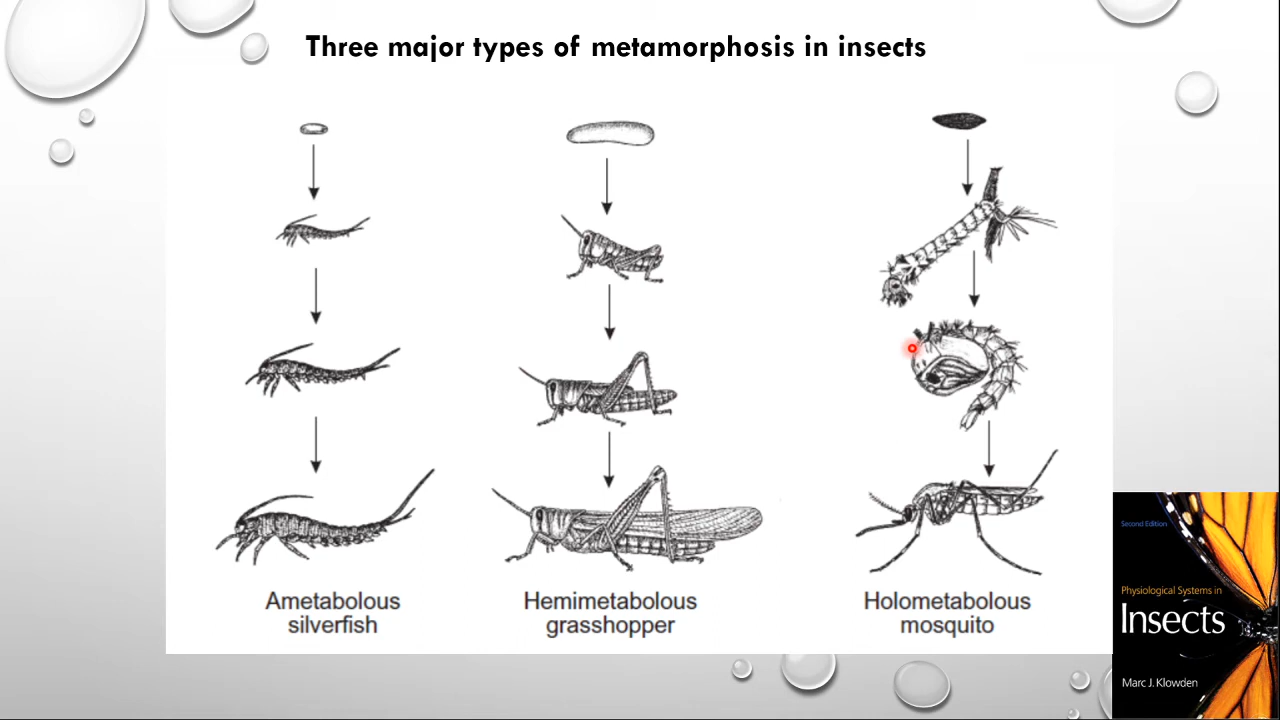 Three major types of metamorphosis in insects
Ametabolous
silverfish
Hemimetabolous
grasshopper
Holometabolous
mosquito
Second Edition
Physiological Systems in
Insects
Marc J. Klowden